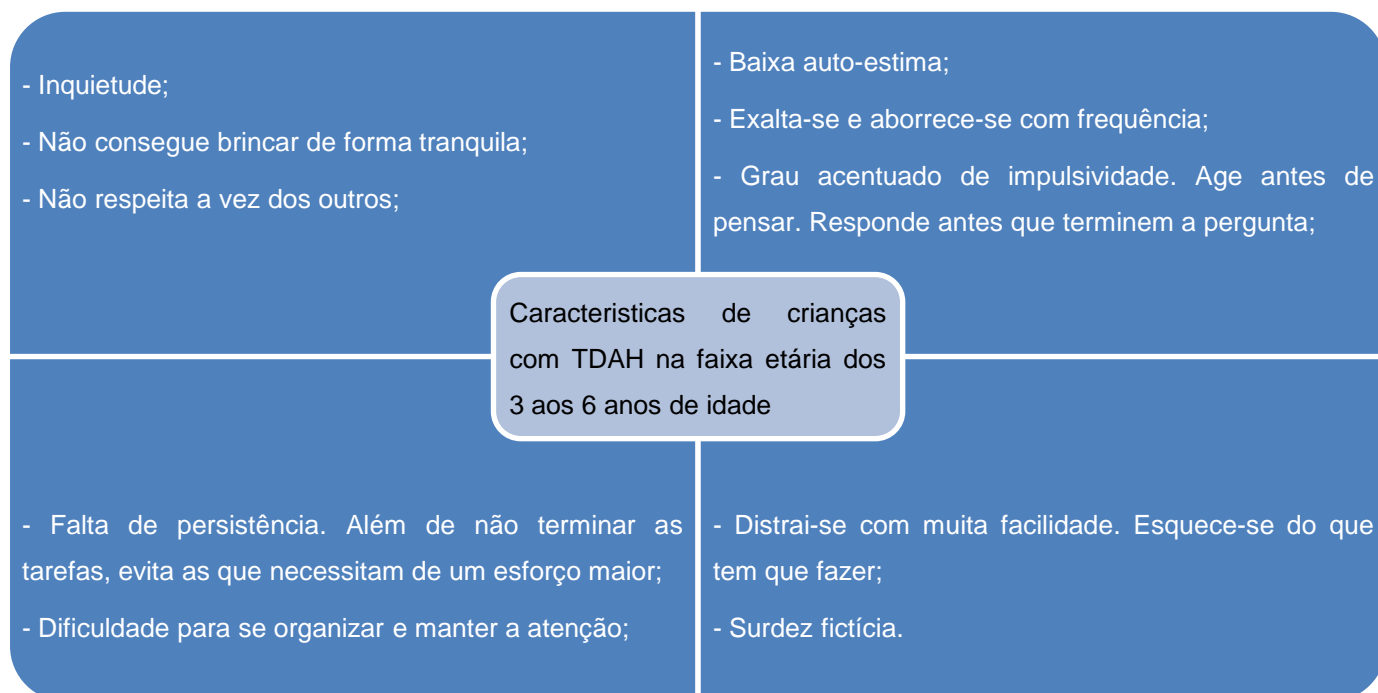 - Inquietude;
- Não consegue brincar de forma tranquila;
- Não respeita a vez dos outros;
- Baixa auto-estima;
- Exalta-se e aborrece-se com frequência;
- Grau acentuado de impulsividade. Age antes de
pensar. Responde antes que terminem a pergunta;
Caracteristicas de crianças
com TDAH na faixa etária dos
3 aos 6 anos de idade
- Falta de persistência. Além de não terminar as
tarefas, evita as que necessitam de um esforço maior;
- Dificuldade para se organizar e manter a atenção;
- Distrai-se com muita facilidade. Esquece-se do que
tem que fazer;
- Surdez fictícia.